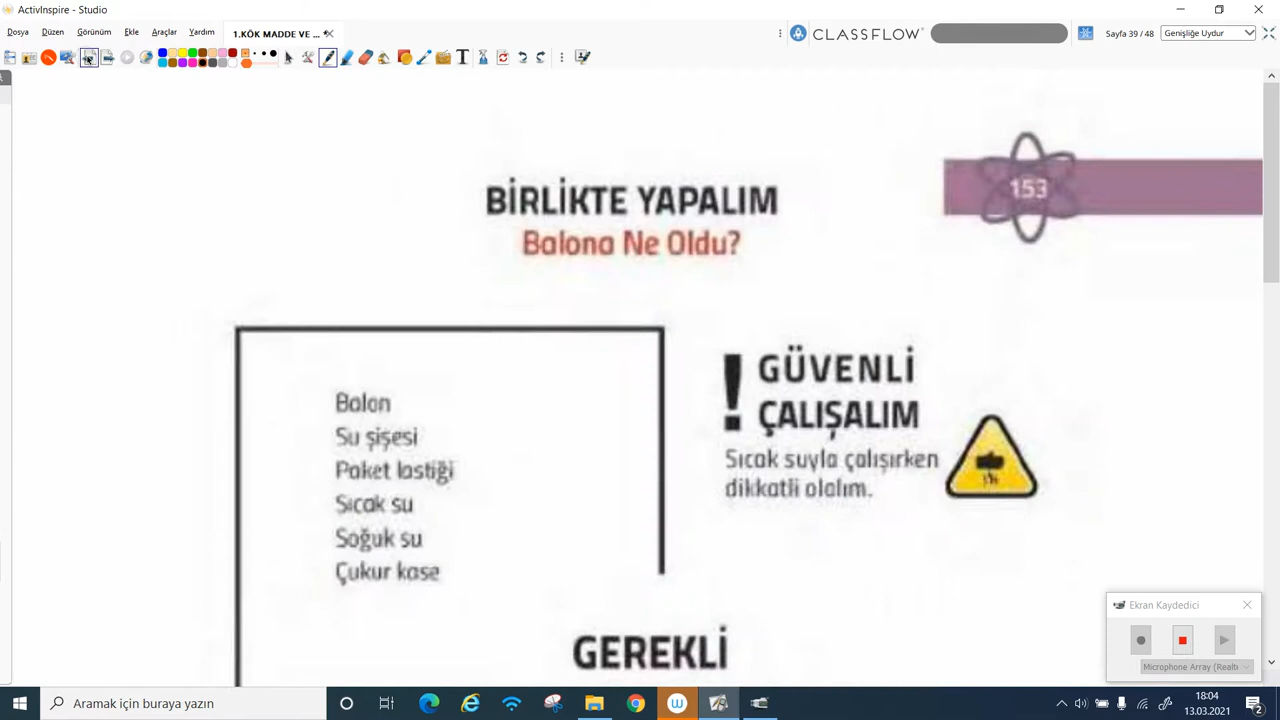 ActivInspire - Studio
Dosya Düzen Görünüm Ekle Araçlar Yardım 1.KÖK MADDE VE ...
CLASSFLOW
Sayfa 39 / 48 Genişliğe Uydur
T
153
BİRLİKTE YAPALIM
Balona Ne Oldu?
Balon
Su şişesi
Paket lastiği
Sıcak su
Soğuk su
Çukur kase
! GÜVENLİ
ÇALIŞALIM
Sıcak suyla çalışırken
dikkatli olalım.
GEREKLİ
Ekran Kaydedici
Microphone Array (Realt
Aramak için buraya yazın
18:04
13.03.2021
2